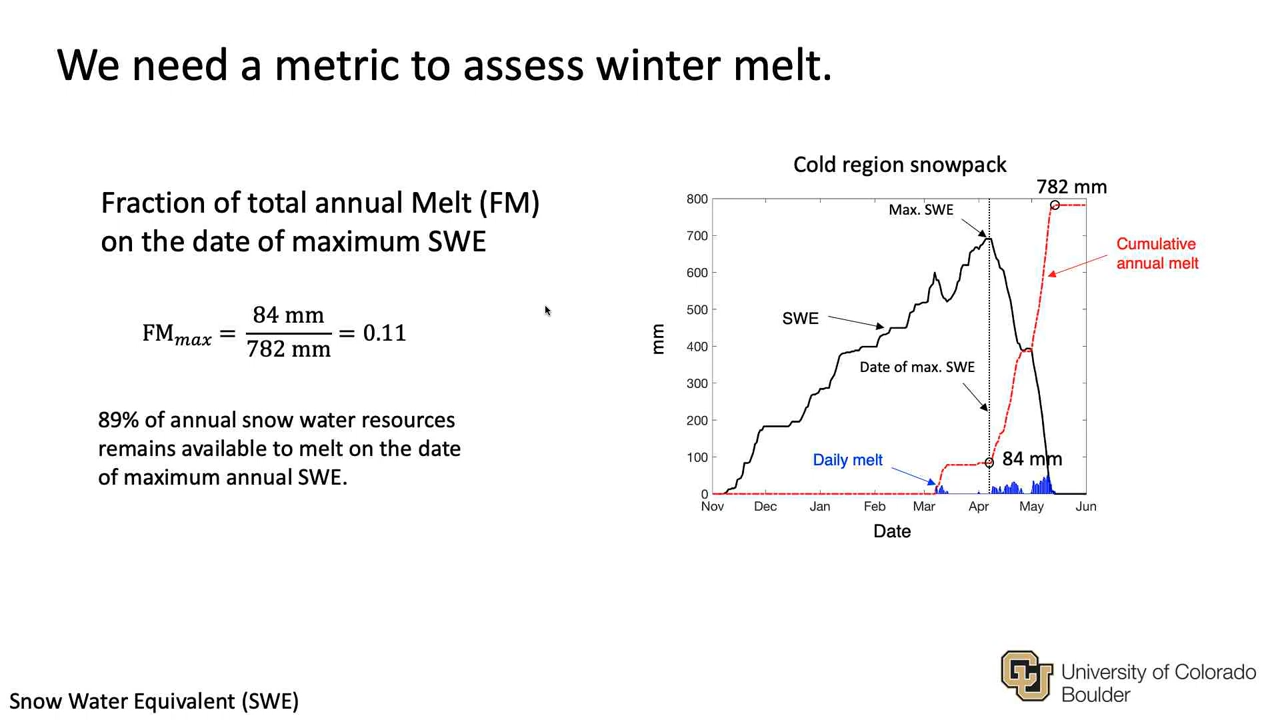 We need a metric to assess winter melt.
Fraction of total annual Melt (FM)
on the date of maximum SWE
FMmax = 84 mm / 782 mm = 0.11
89% of annual snow water resources
remains available to melt on the date
of maximum annual SWE.
Cold region snowpack
782 mm
Max. SWE
Cumulative
annual melt
SWE
Date of max. SWE
Daily melt
84 mm
mm
800
700
600
500
400
300
200
100
0
Nov Dec Jan Feb Mar Apr May Jun
Date
Snow Water Equivalent (SWE)
CU
University of Colorado
Boulder